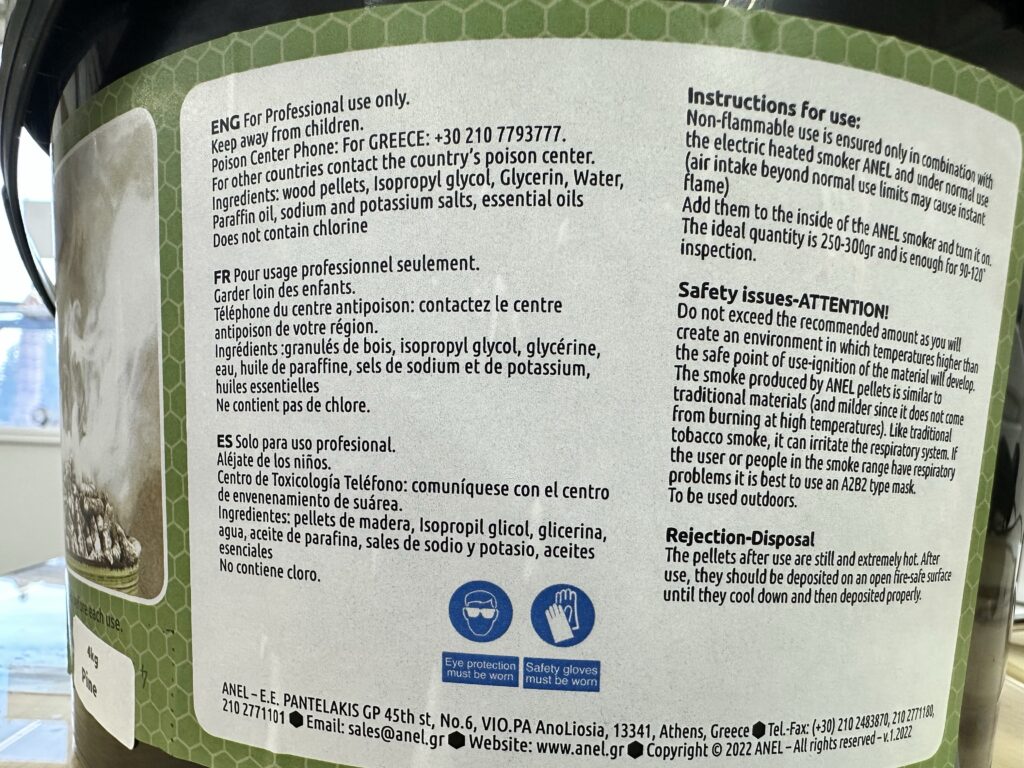 ENG For Professional use only.
Keep away from children.
Poison Center Phone: For GREECE: +30 210 7793777.
For other countries contact the country's poison center.
Ingredients: wood pellets, Isopropyl glycol, Glycerin, Water,
Paraffin oil, sodium and potassium salts, essential oils
Does not contain chlorine
FR Pour usage professionnel seulement.
Garder loin des enfants.
Téléphone du centre antipoison: contactez le centre
antipoison de votre région.
Ingrédients :granulés de bois, isopropyl glycol, glycérine,
eau, huile de paraffine, sels de sodium et de potassium,
huiles essentielles
Ne contient pas de chlore.
ES Solo para uso profesional.
Aléjate de los niños.
Centro de Toxicología Teléfono: comuníquese con el centro
de envenenamiento de suárea.
Ingredientes: pellets de madera, Isopropil glicol, glicerina,
agua, aceite de parafina, sales de sodio y potasio, aceites
esenciales
No contiene cloro.
Instructions for use:
Non-flammable use is ensured only in combination with
the electric heated smoker ANEL and under normal use
(air intake beyond normal use limits may cause instant
flame)
Add them to the inside of the ANEL smoker and turn it on.
The ideal quantity is 250-300gr and is enough for 90-120'
inspection.
Safety issues-ATTENTION!
Do not exceed the recommended amount as you will
create an environment in which temperatures higher than
the safe point of use-ignition of the material will develop.
The smoke produced by ANEL pellets is similar to
traditional materials (and milder since it does not come
from burning at high temperatures). Like traditional
tobacco smoke, it can irritate the respiratory system. If
the user or people in the smoke range have respiratory
problems it is best to use an A2B2 type mask.
To be used outdoors.
Rejection-Disposal
The pellets after use are still and extremely hot. After
use, they should be deposited on an open fire-safe surface
until they cool down and then deposited properly.
Eye protection
must be worn
Safety gloves
must be worn
ANEL – E.E. PANTELAKIS GP 45th st, No.6, VIO.PA AnoLiosia, 13341, Athens, Greece Tel.-Fax: (+30) 210 2483870, 210 2771180,
210 2771101 Email: sales@anel.gr Website: www.anel.gr Copyright © 2022 ANEL – All rights reserved – v.1.2022
each use.
4kg
Pine